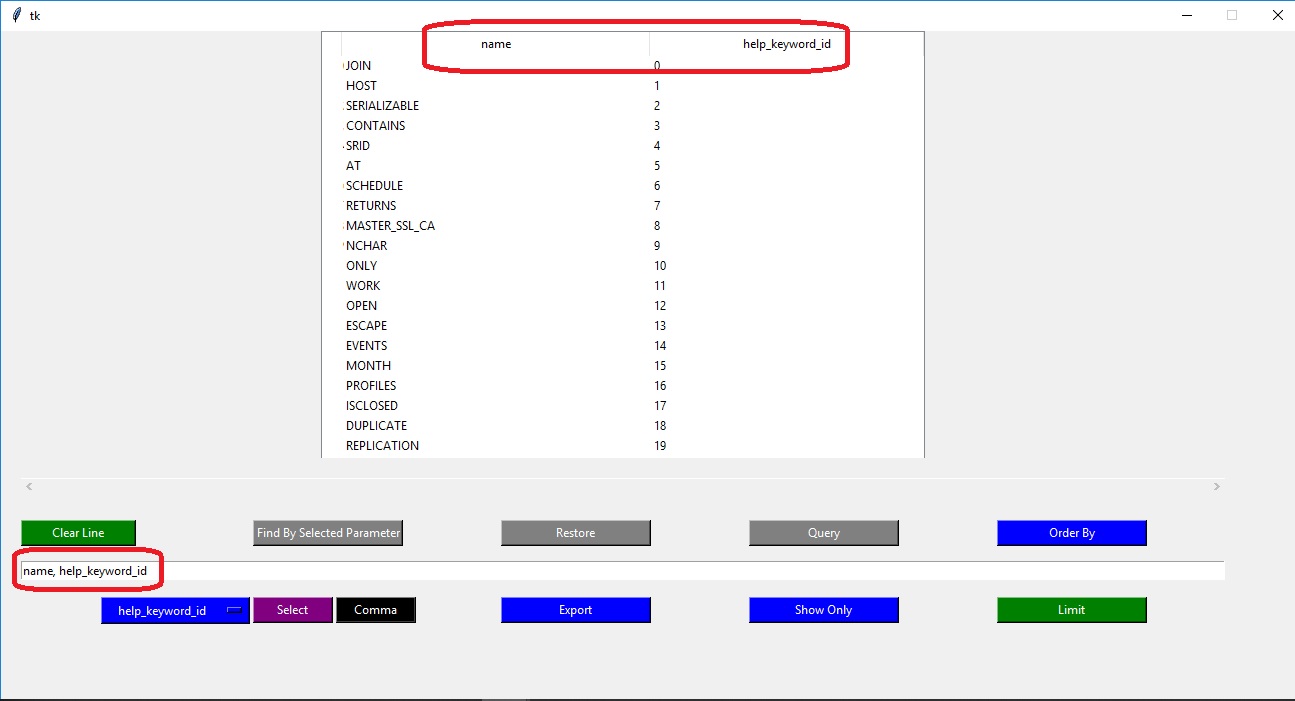 tk
name help_keyword_id
JOIN 0
HOST 1
SERIALIZABLE 2
CONTAINS 3
SRID 4
AT 5
SCHEDULE 6
RETURNS 7
MASTER_SSL_CA 8
NCHAR 9
ONLY 10
WORK 11
OPEN 12
ESCAPE 13
EVENTS 14
MONTH 15
PROFILES 16
ISCLOSED 17
DUPLICATE 18
REPLICATION 19
Clear Line Find By Selected Parameter Restore Query Order By
name, help_keyword_id
help_keyword_id Select Comma Export Show Only Limit